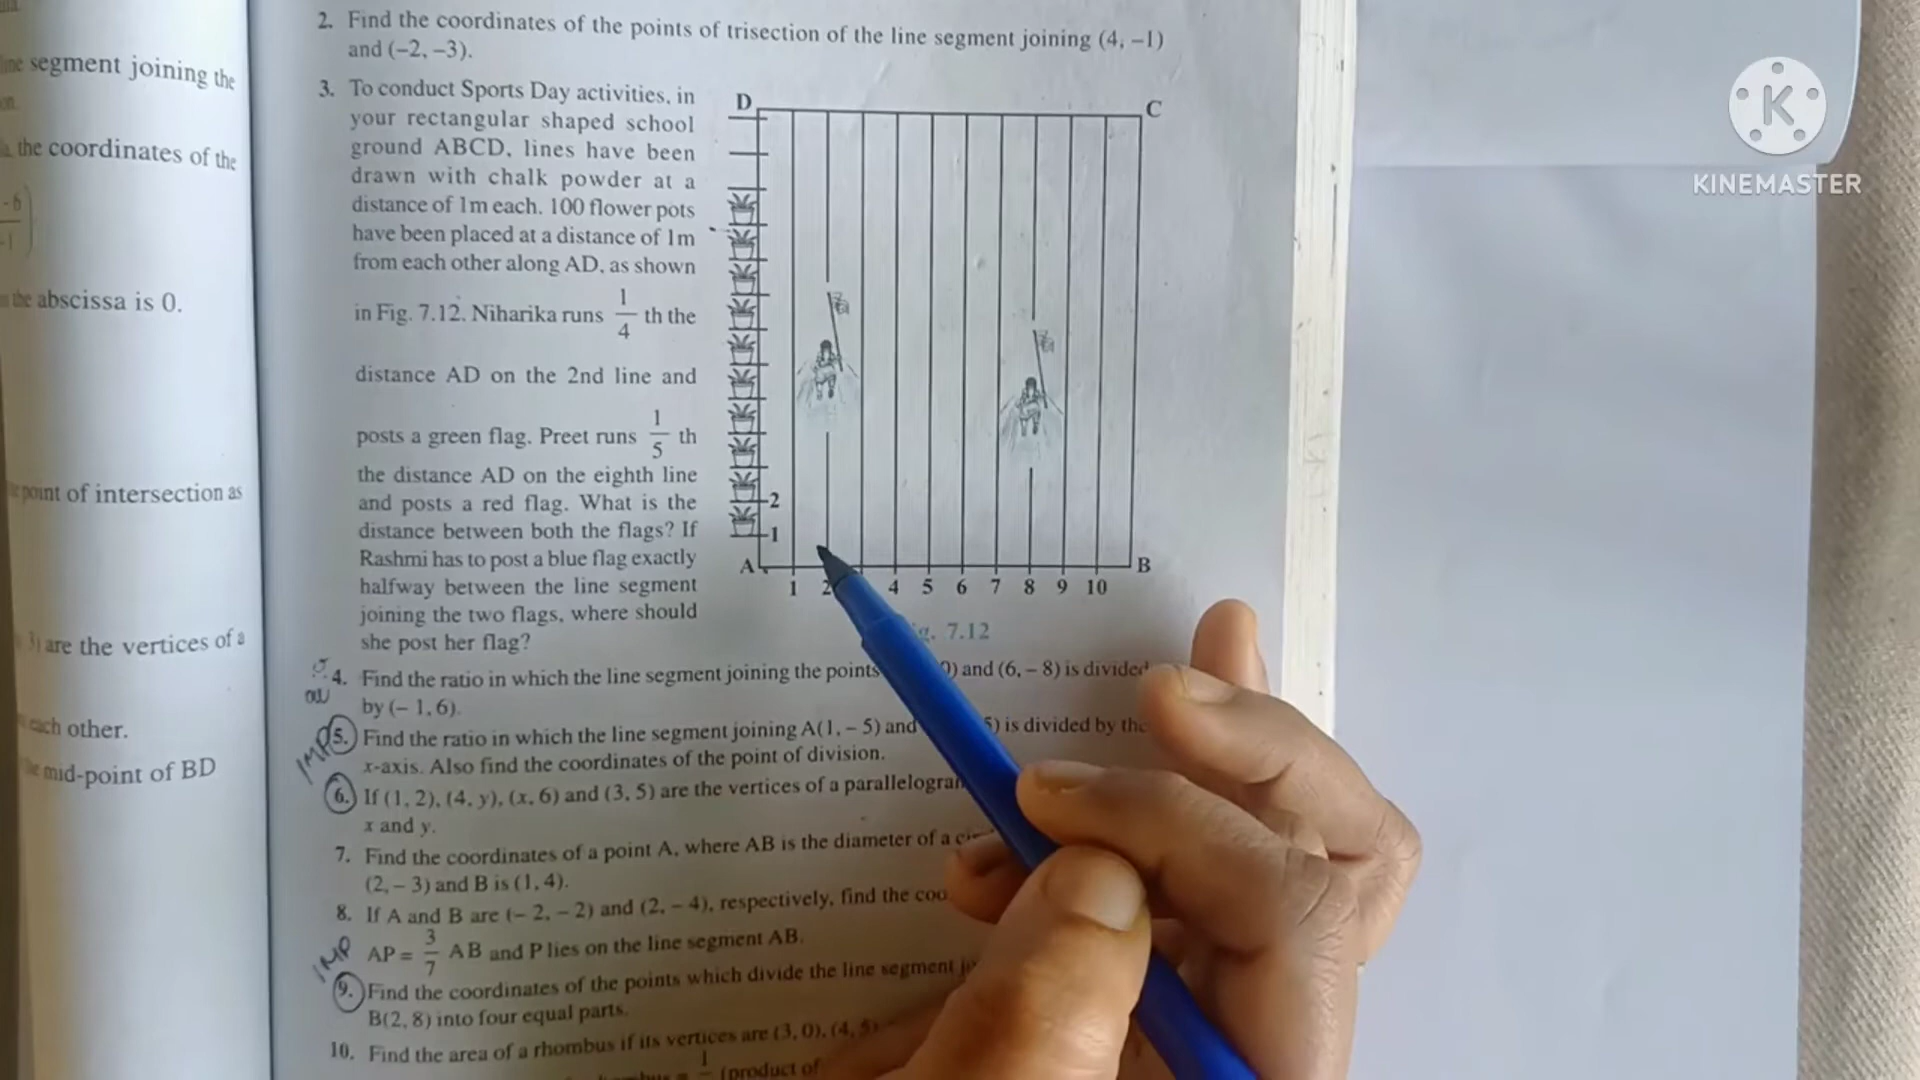 line segment joining the
the coordinates of the
-6
-1
the abscissa is 0.
point of intersection as
3) are the vertices of a
each other.
mid-point of BD
2. Find the coordinates of the points of trisection of the line segment joining (4, –1)
and (–2, –3).
3. To conduct Sports Day activities, in
your rectangular shaped school
ground ABCD, lines have been
drawn with chalk powder at a
distance of 1m each. 100 flower pots
have been placed at a distance of 1m
from each other along AD, as shown
in Fig. 7.12. Niharika runs 1/4 th the
distance AD on the 2nd line and
posts a green flag. Preet runs 1/5 th
the distance AD on the eighth line
and posts a red flag. What is the
distance between both the flags? If
Rashmi has to post a blue flag exactly
halfway between the line segment
joining the two flags, where should
she post her flag?
D C
2
1
A B
1 2 4 5 6 7 8 9 10
g. 7.12
4. Find the ratio in which the line segment joining the points 0) and (6, – 8) is divided
by (– 1, 6).
IMP
5. Find the ratio in which the line segment joining A(1, – 5) and 5) is divided by the
x-axis. Also find the coordinates of the point of division.
6. If (1, 2), (4, y), (x, 6) and (3, 5) are the vertices of a parallelogram
x and y.
7. Find the coordinates of a point A, where AB is the diameter of a
(2, – 3) and B is (1, 4).
8. If A and B are (– 2, – 2) and (2, – 4), respectively, find the coo
AP = 3/7 AB and P lies on the line segment AB.
IMP
9. Find the coordinates of the points which divide the line segment
B(2, 8) into four equal parts.
10. Find the area of a rhombus if its vertices are (3, 0), (4, 5)
1
(product of
K
KINEMASTER